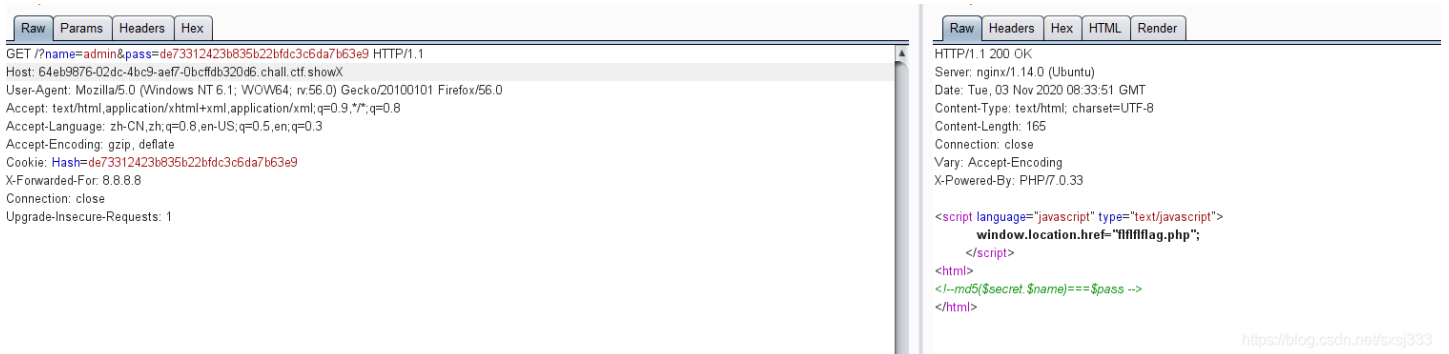 Raw Params Headers Hex
GET /?name=admin&pass=de73312423b835b22bfdc3c6da7b63e9 HTTP/1.1
Host: 64eb9876-02dc-4bc9-aef7-0bcffdb320d6.chall.ctf.showX
User-Agent: Mozilla/5.0 (Windows NT 6.1; WOW64; rv:56.0) Gecko/20100101 Firefox/56.0
Accept: text/html,application/xhtml+xml,application/xml;q=0.9,*/*;q=0.8
Accept-Language: zh-CN,zh;q=0.8,en-US;q=0.5,en;q=0.3
Accept-Encoding: gzip, deflate
Cookie: Hash=de73312423b835b22bfdc3c6da7b63e9
X-Forwarded-For: 8.8.8.8
Connection: close
Upgrade-Insecure-Requests: 1
Raw Headers Hex HTML Render
HTTP/1.1 200 OK
Server: nginx/1.14.0 (Ubuntu)
Date: Tue, 03 Nov 2020 08:33:51 GMT
Content-Type: text/html; charset=UTF-8
Content-Length: 165
Connection: close
Vary: Accept-Encoding
X-Powered-By: PHP/7.0.33
<script language="javascript" type="text/javascript">
window.location.href="flflflflag.php";
</script>
<html>
<!--md5($secret.$name)===$pass -->
</html>
https://blog.csdn.net/sxsj333